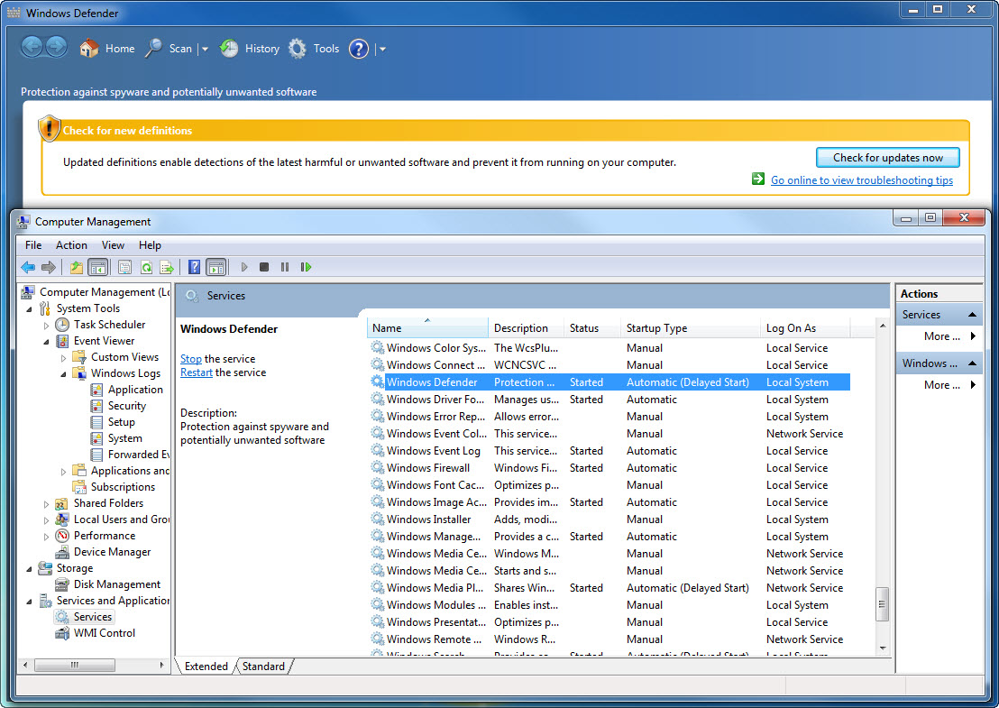 Windows Defender
Home Scan History Tools ?
Protection against spyware and potentially unwanted software
Check for new definitions
Updated definitions enable detections of the latest harmful or unwanted software and prevent it from running on your computer.
Check for updates now
Go online to view troubleshooting tips
Computer Management
File Action View Help
Computer Management (Lo
System Tools
Task Scheduler
Event Viewer
Custom Views
Windows Logs
Application
Security
Setup
System
Forwarded Ev
Applications and
Subscriptions
Shared Folders
Local Users and Grou
Performance
Device Manager
Storage
Disk Management
Services and Application
Services
WMI Control
Services
Windows Defender
Stop the service
Restart the service
Description:
Protection against spyware and
potentially unwanted software
Name Description Status Startup Type Log On As
Windows Color Sys... The WcsPlu... Manual Local Service
Windows Connect ... WCNCSVC ... Manual Local Service
Windows Defender Protection ... Started Automatic (Delayed Start) Local System
Windows Driver Fo... Manages us... Started Automatic Local System
Windows Error Rep... Allows error... Manual Local System
Windows Event Col... This service... Manual Network Service
Windows Event Log This service... Started Automatic Local Service
Windows Firewall Windows Fi... Started Automatic Local Service
Windows Font Cac... Optimizes p... Manual Local Service
Windows Image Ac... Provides im... Started Automatic Local Service
Windows Installer Adds, modi... Manual Local System
Windows Manage... Provides a c... Started Automatic Local System
Windows Media Ce... Windows M... Manual Network Service
Windows Media Ce... Starts and s... Manual Network Service
Windows Media Pl... Shares Win... Started Automatic (Delayed Start) Network Service
Windows Modules ... Enables inst... Manual Local System
Windows Presentat... Optimizes p... Manual Local Service
Windows Remote ... Windows R... Manual Network Service
Windows Search Provides co... Started Automatic (Delayed Start) Local System
Extended Standard
Actions
Services
More ...
Windows ...
More ...